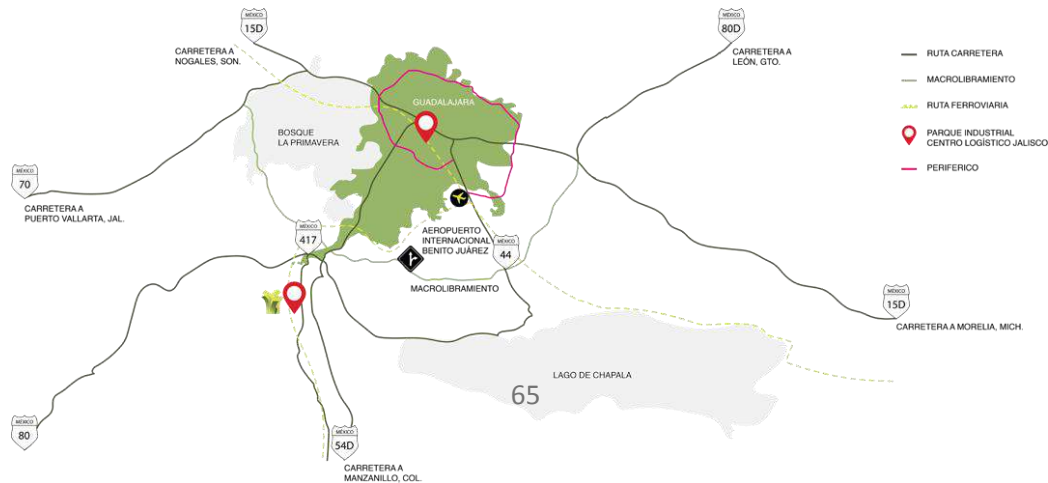 MÉXICO
15D
CARRETERA A
NOGALES, SON.
MÉXICO
80D
CARRETERA A
LEÓN, GTO.
RUTA CARRETERA
MACROLIBRAMIENTO
RUTA FERROVIARIA
PARQUE INDUSTRIAL
CENTRO LOGÍSTICO JALISCO
PERIFERICO
GUADALAJARA
BOSQUE
LA PRIMAVERA
MÉXICO
70
CARRETERA A
PUERTO VALLARTA, JAL.
MÉXICO
417
AEROPUERTO
INTERNACIONAL
BENITO JUÁREZ
MÉXICO
44
MACROLIBRAMIENTO
MÉXICO
15D
CARRETERA A MORELIA, MICH.
LAGO DE CHAPALA
65
MÉXICO
80
MÉXICO
54D
CARRETERA A
MANZANILLO, COL.